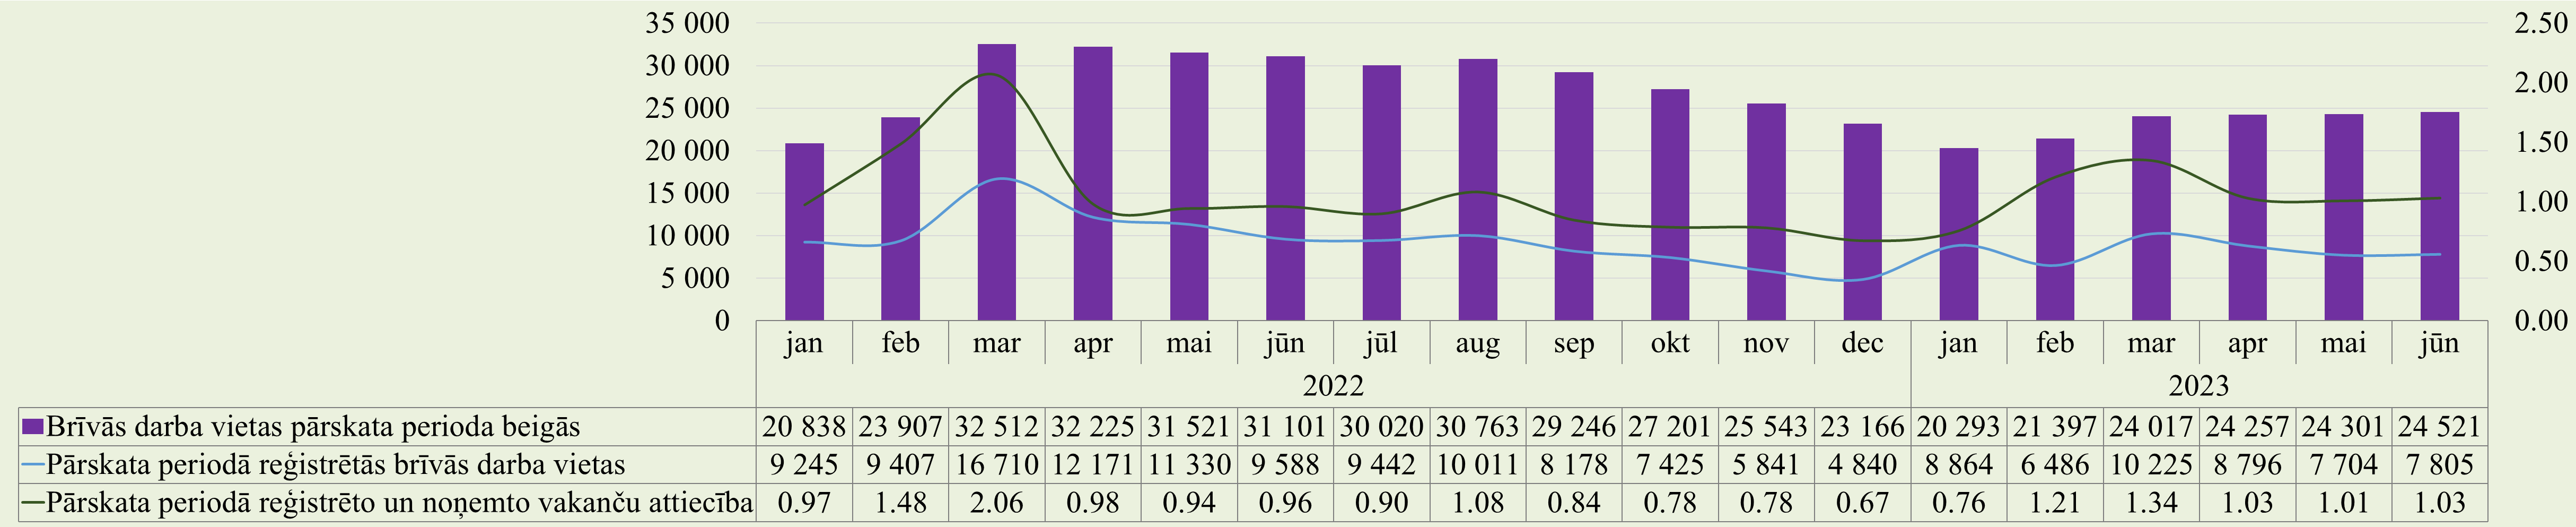 35 000 2.50
30 000 2.00
25 000 1.50
20 000 1.00
15 000 0.50
10 000 0.00
5 000
0
jan feb mar apr mai jūn jūl aug sep okt nov dec jan feb mar apr mai jūn
2022 2023
Brīvās darba vietas pārskata perioda beigās 20 838 23 907 32 512 32 225 31 521 31 101 30 020 30 763 29 246 27 201 25 543 23 166 20 293 21 397 24 017 24 257 24 301 24 521
Pārskata periodā reģistrētās brīvās darba vietas 9 245 9 407 16 710 12 171 11 330 9 588 9 442 10 011 8 178 7 425 5 841 4 840 8 864 6 486 10 225 8 796 7 704 7 805
Pārskata periodā reģistrēto un noņemto vakanču attiecība 0.97 1.48 2.06 0.98 0.94 0.96 0.90 1.08 0.84 0.78 0.78 0.67 0.76 1.21 1.34 1.03 1.01 1.03